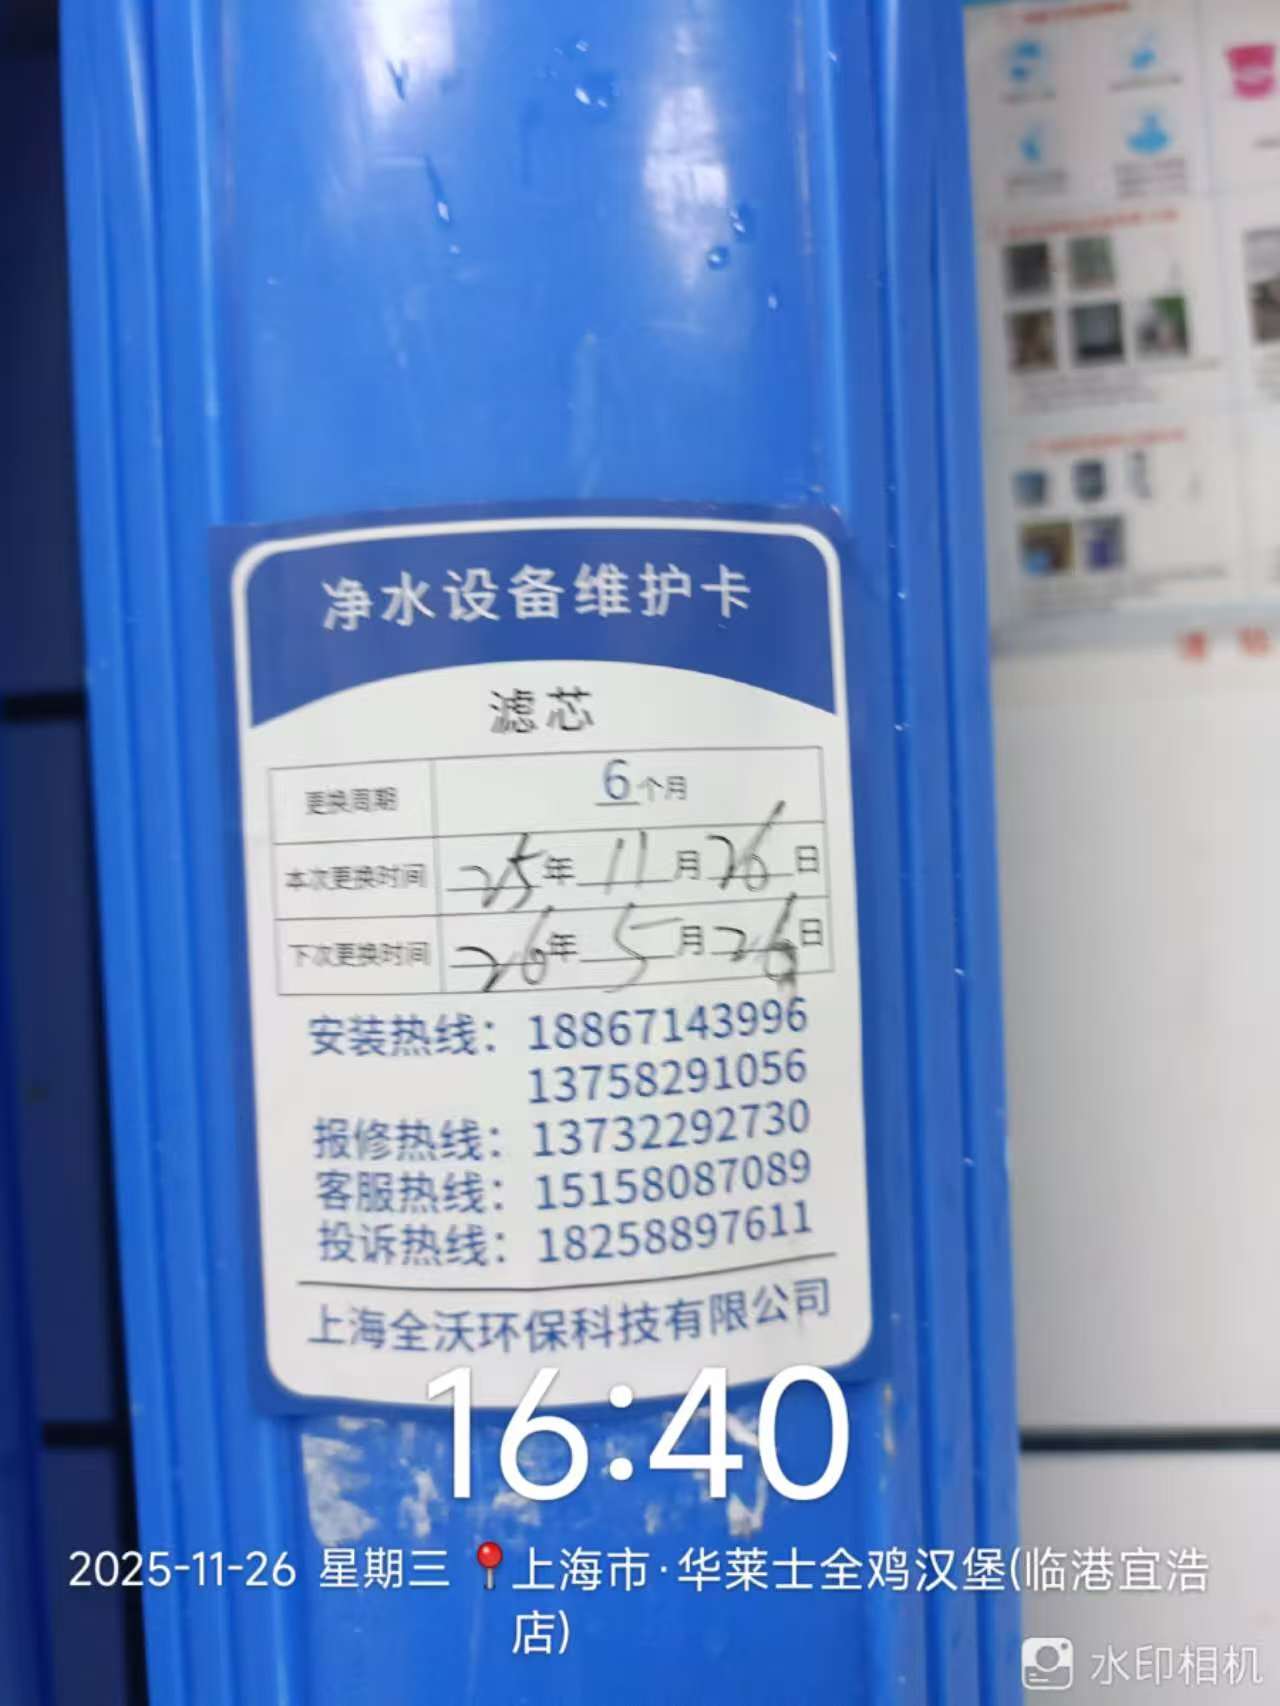 净水设备维护卡
滤芯
更换周期 6个月
本次更换时间 25年11月26日
下次更换时间 26年5月26日
安装热线：18867143996
13758291056
报修热线：13732292730
客服热线：15158087089
投诉热线：18258897611
上海全沃环保科技有限公司
16:40
2025-11-26 星期三 上海市·华莱士全鸡汉堡(临港宜浩
店)
水印相机